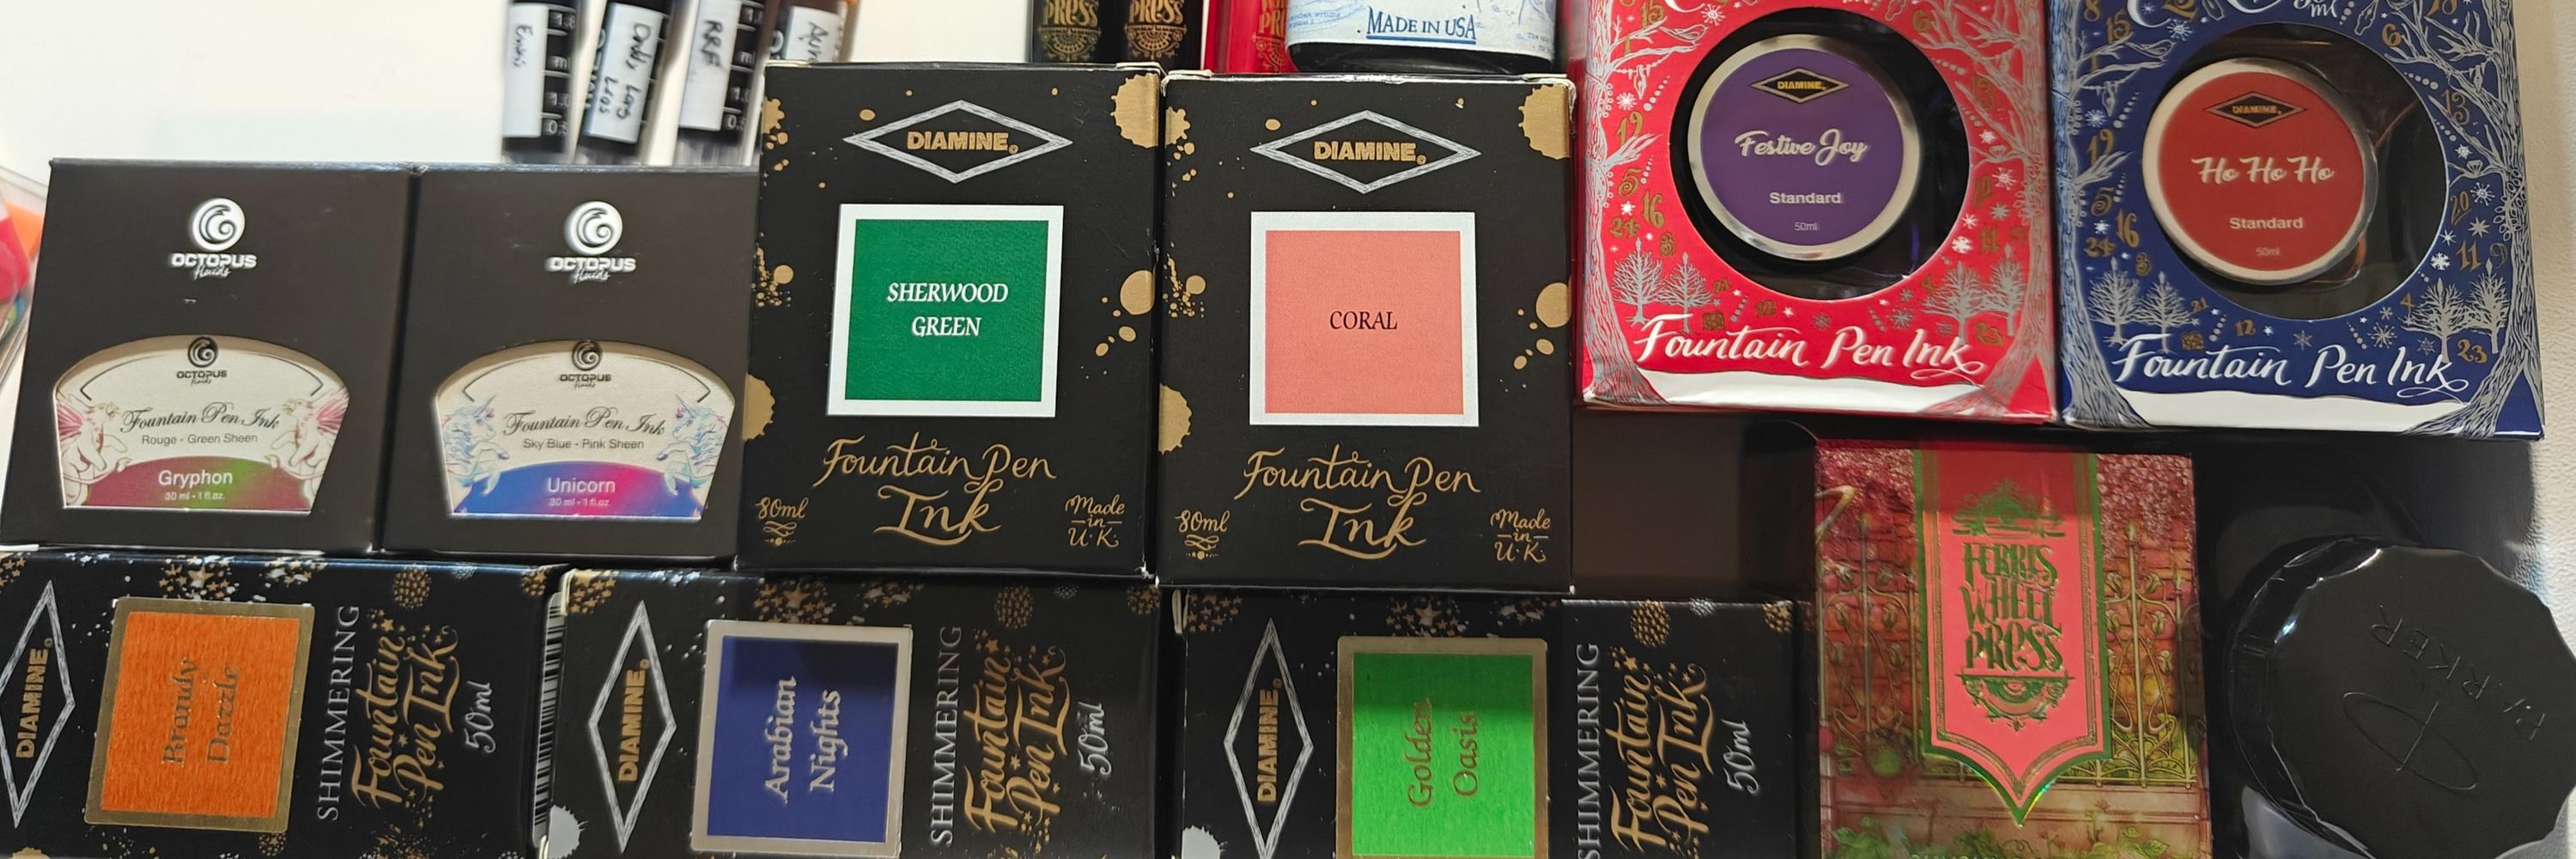 Emis
RRF
PRESS
PRESS
MADE IN USA
OCTOPUS
fluids
OCTOPUS
fluids
Fountain Pen Ink
Rouge • Green Sheen
Gryphon
30 ml • 1 fl.oz.
OCTOPUS
fluids
OCTOPUS
fluids
Fountain Pen Ink
Sky Blue • Pink Sheen
Unicorn
30 ml • 1 fl.oz.
DIAMINE
SHERWOOD
GREEN
Fountain Pen
Ink
80ml
Made
in
U.K.
DIAMINE
CORAL
Fountain Pen
Ink
80ml
Made
in
U.K.
DIAMINE
Festive Joy
Standard
50ml
Fountain Pen Ink
DIAMINE
Ho Ho Ho
Standard
50ml
Fountain Pen Ink
DIAMINE
Brandy
Dazzle
SHIMMERING
Fountain
Pen Ink
50ml
DIAMINE
Arabian
Nights
SHIMMERING
Fountain
Pen Ink
50ml
DIAMINE
Golden
Oasis
SHIMMERING
Fountain
Pen Ink
50ml
FERRIS
WHEEL
PRESS
PARKER